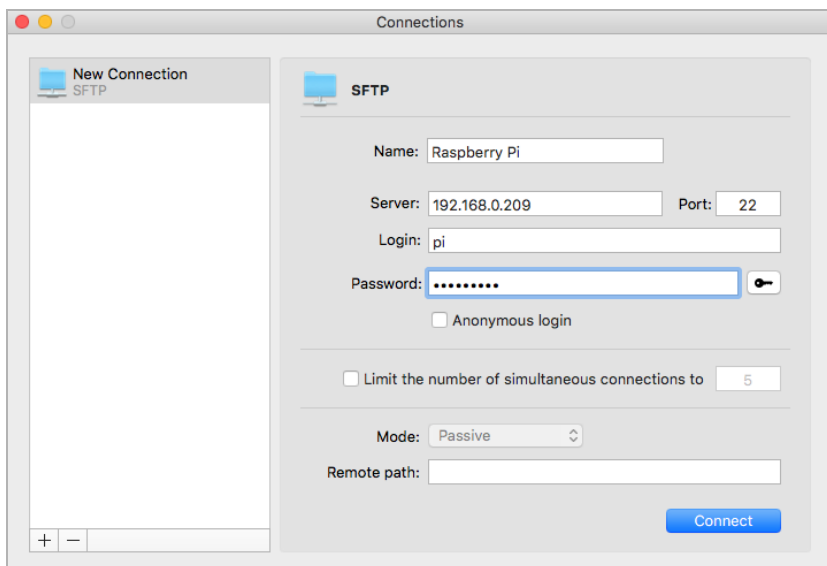 Connections
New Connection
SFTP
SFTP
Name: Raspberry Pi
Server: 192.168.0.209 Port: 22
Login: pi
Password: •••••••••
Anonymous login
Limit the number of simultaneous connections to 5
Mode: Passive
Remote path:
Connect